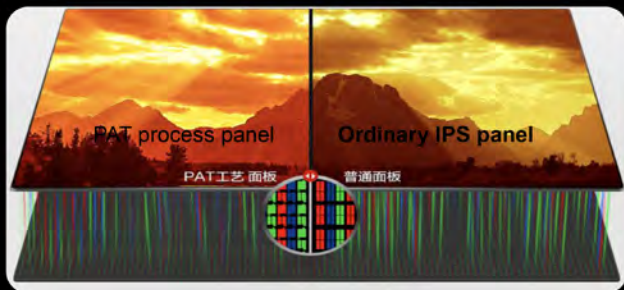 PAT process panel
Ordinary IPS panel
PAT工艺 面板
普通面板